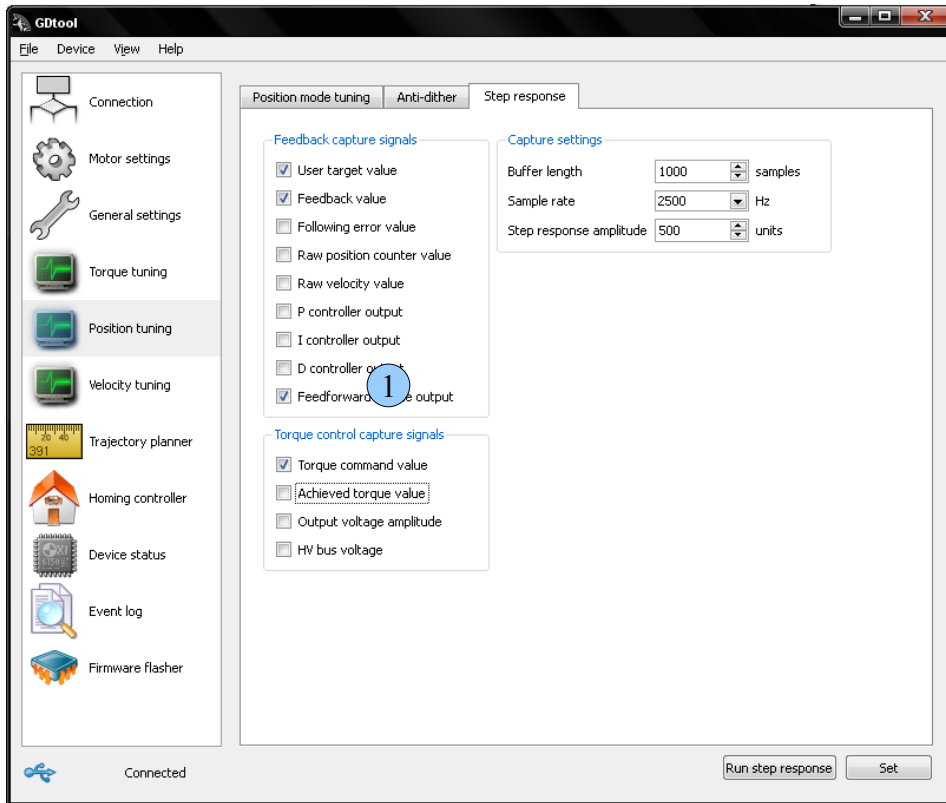 GDtool
File Device View Help
Connection
Motor settings
General settings
Torque tuning
Position tuning
Velocity tuning
20 40
391
Trajectory planner
Homing controller
Device status
Event log
Firmware flasher
Connected
Position mode tuning
Anti-dither
Step response
Feedback capture signals
User target value
Feedback value
Following error value
Raw position counter value
Raw velocity value
P controller output
I controller output
D controller
Feedforward output
1
Torque control capture signals
Torque command value
Achieved torque value
Output voltage amplitude
HV bus voltage
Capture settings
Buffer length 1000 samples
Sample rate 2500 Hz
Step response amplitude 500 units
Run step response
Set